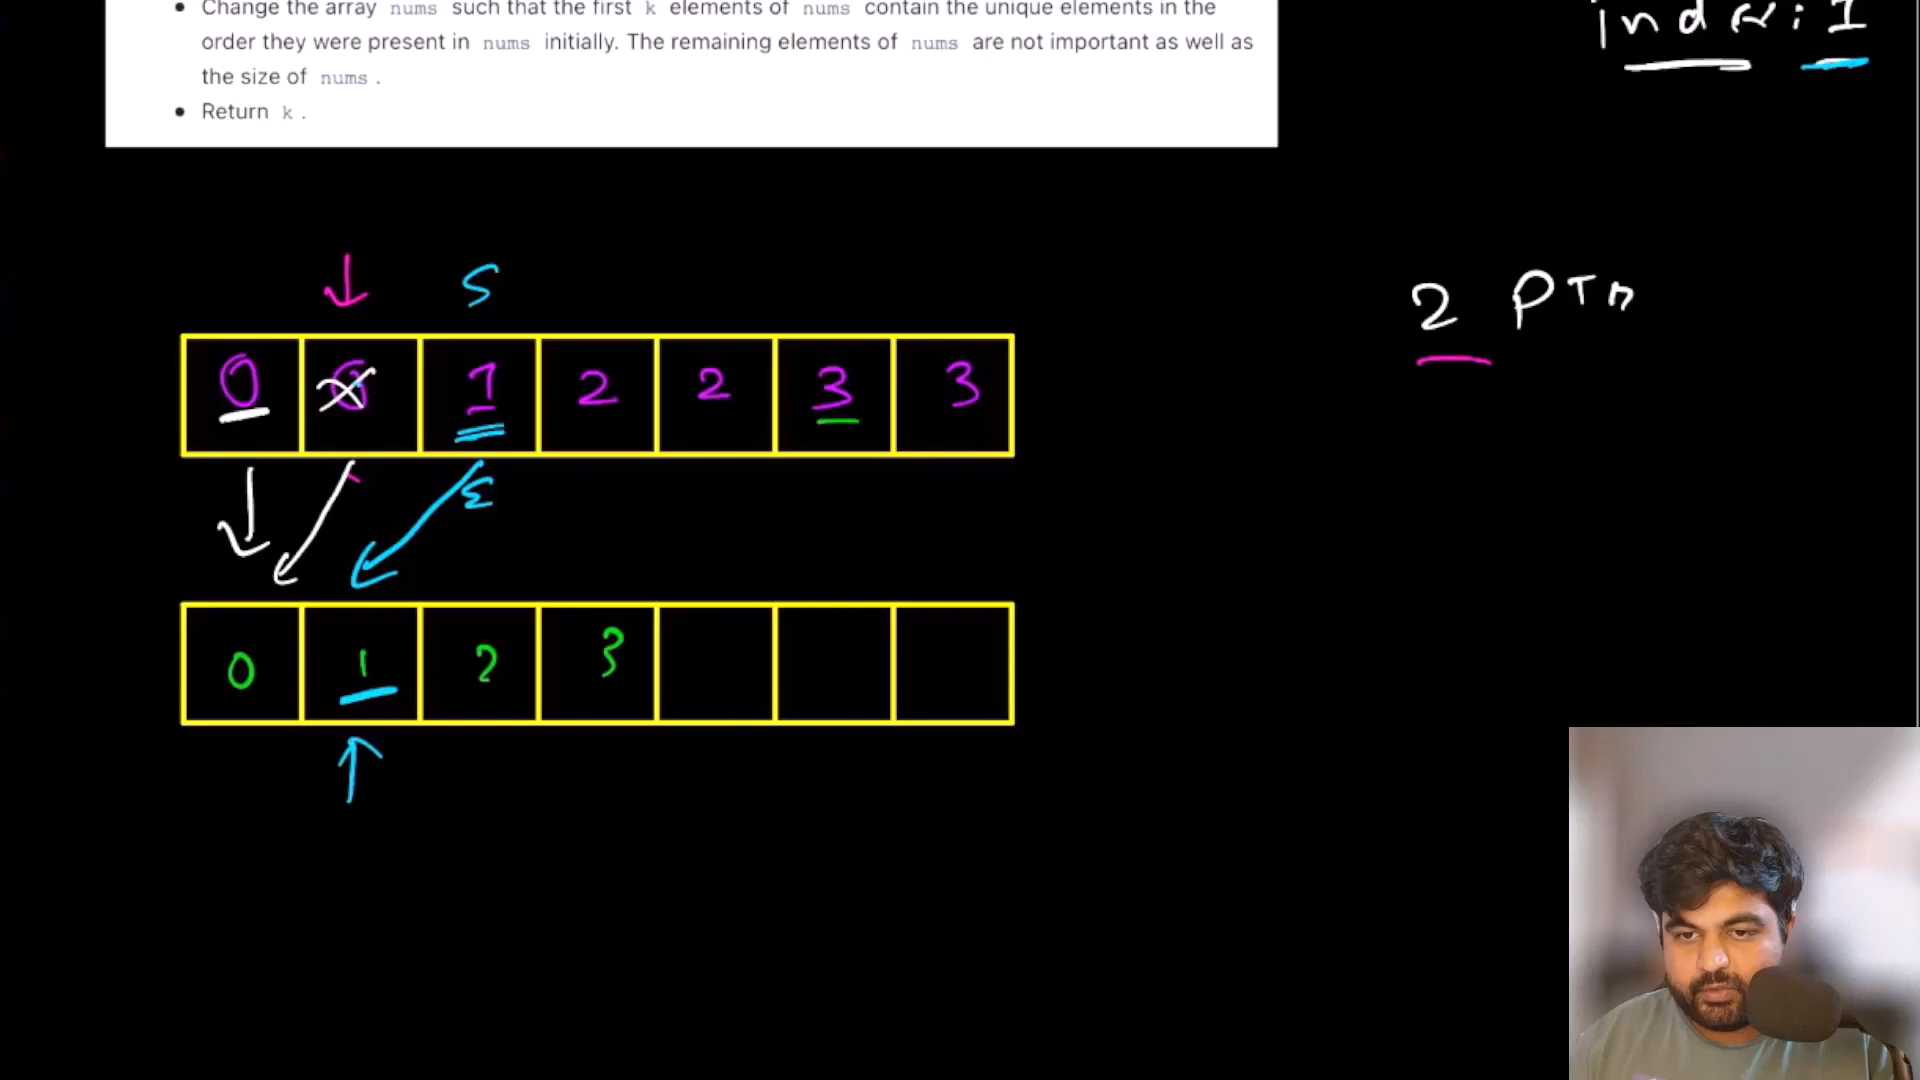 Change the array nums such that the first k elements of nums contain the unique elements in the
order they were present in nums initially. The remaining elements of nums are not important as well as
the size of nums .
Return k .
index: 1
S
2 PTR
0 0 1 2 2 3 3
E
0 1 2 3